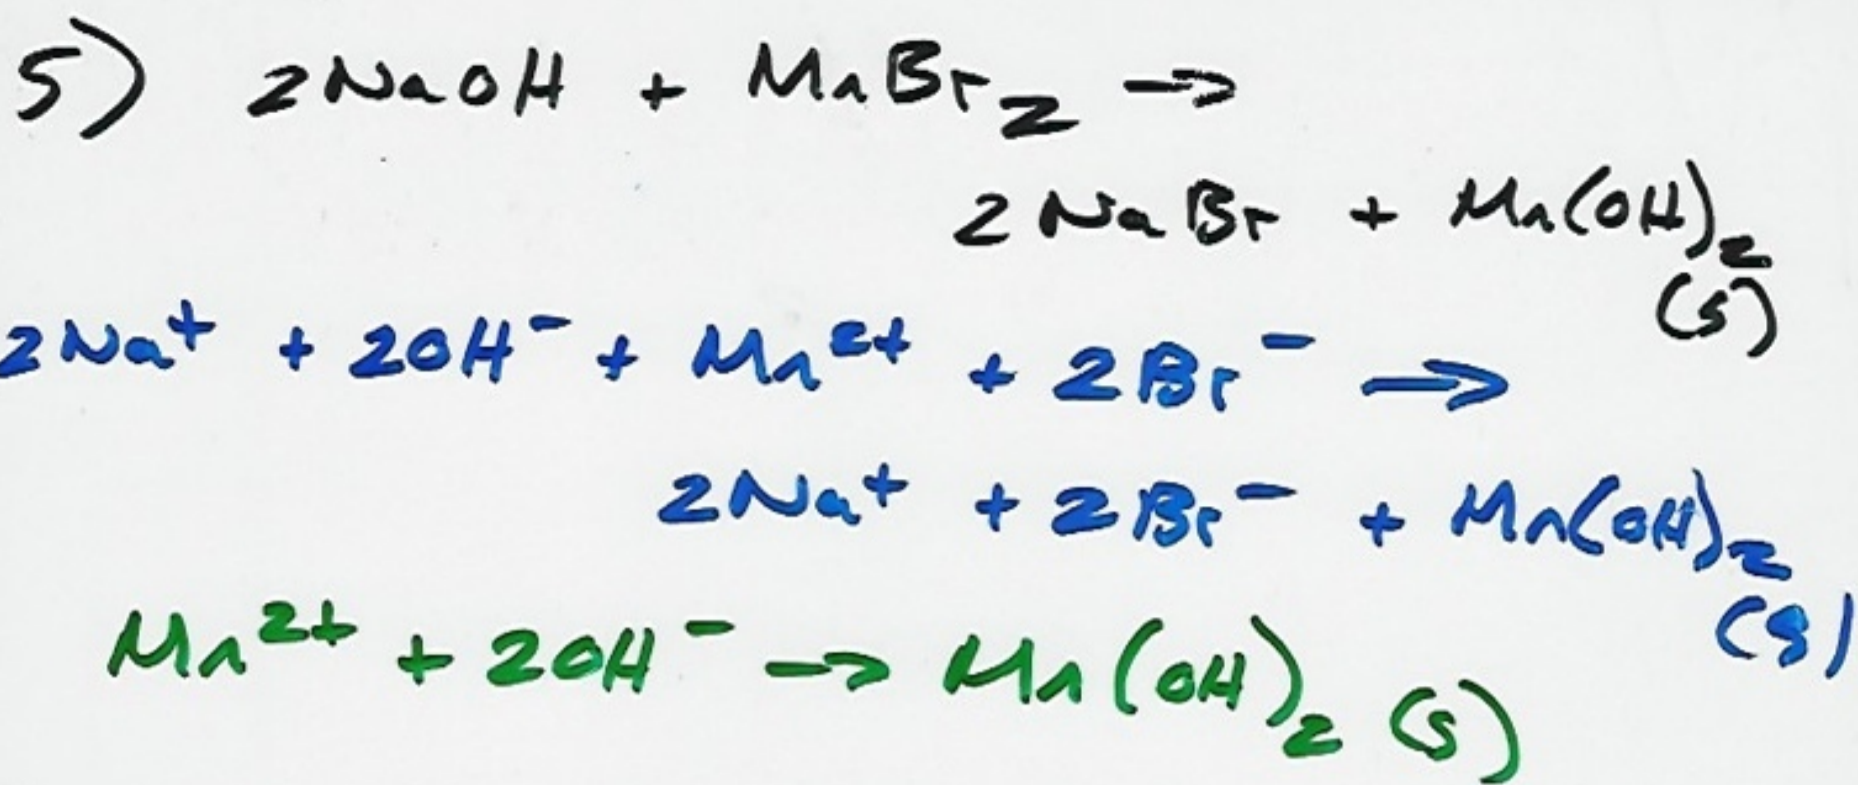 5) 2NaOH + MnBr₂ →
2NaBr + Mn(OH)₂
(s)
2Na⁺ + 2OH⁻ + Mn²⁺ + 2Br⁻ →
2Na⁺ + 2Br⁻ + Mn(OH)₂
(s)
Mn²⁺ + 2OH⁻ → Mn(OH)₂ (s)